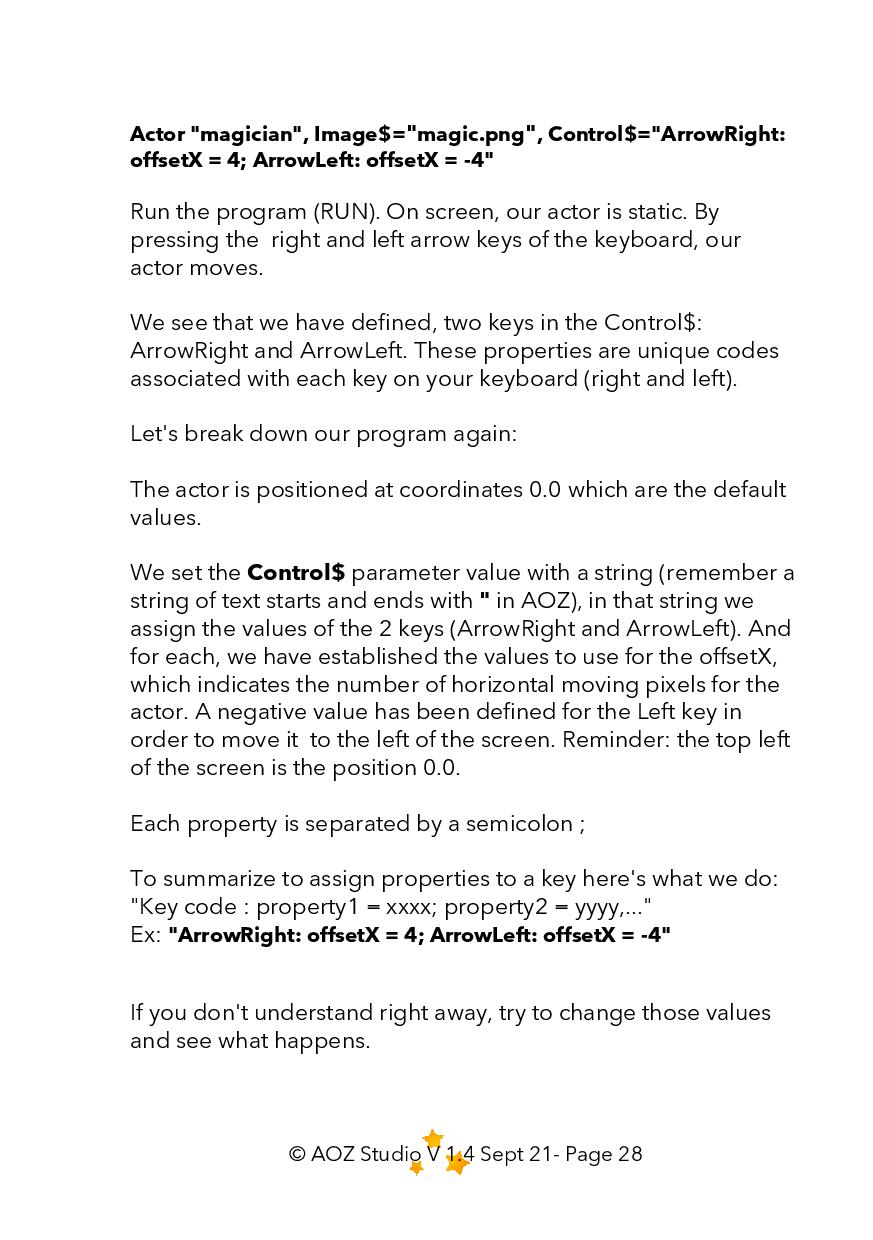 Actor "magician", Image$="magic.png", Control$="ArrowRight:
offsetX = 4; ArrowLeft: offsetX = -4"
Run the program (RUN). On screen, our actor is static. By
pressing the  right and left arrow keys of the keyboard, our
actor moves.
We see that we have defined, two keys in the Control$:
ArrowRight and ArrowLeft. These properties are unique codes
associated with each key on your keyboard (right and left).
Let's break down our program again:
The actor is positioned at coordinates 0.0 which are the default
values.
We set the Control$ parameter value with a string (remember a
string of text starts and ends with " in AOZ), in that string we
assign the values of the 2 keys (ArrowRight and ArrowLeft). And
for each, we have established the values to use for the offsetX,
which indicates the number of horizontal moving pixels for the
actor. A negative value has been defined for the Left key in
order to move it  to the left of the screen. Reminder: the top left
of the screen is the position 0.0.
Each property is separated by a semicolon ;
To summarize to assign properties to a key here's what we do:
"Key code : property1 = xxxx; property2 = yyyy,..."
Ex: "ArrowRight: offsetX = 4; ArrowLeft: offsetX = -4"
If you don't understand right away, try to change those values
and see what happens.
© AOZ Studio V 1.4 Sept 21- Page 28